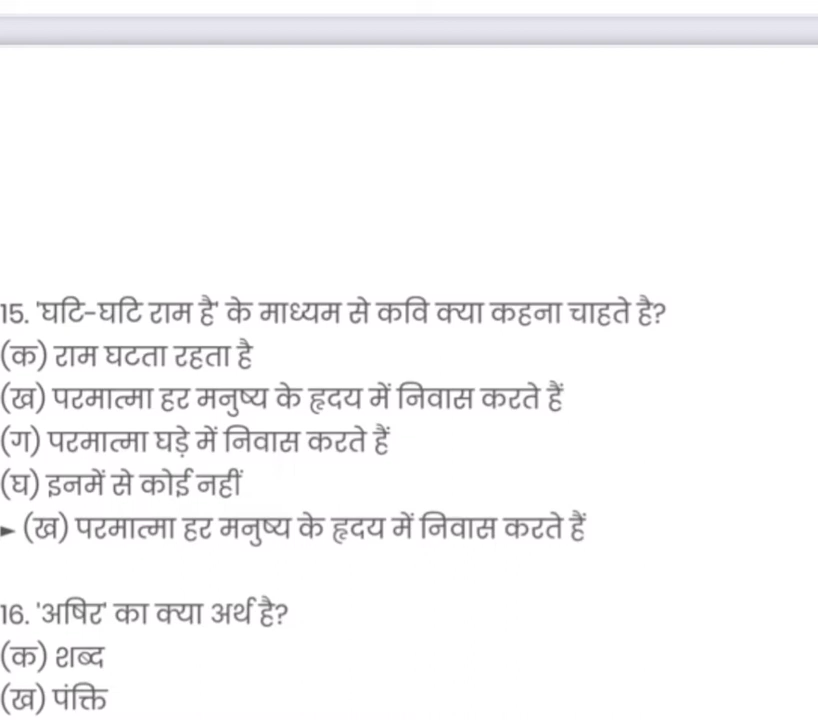 15. 'घटि-घटि राम है' के माध्यम से कवि क्या कहना चाहते है?
(क) राम घटता रहता है
(ख) परमात्मा हर मनुष्य के हृदय में निवास करते हैं
(ग) परमात्मा घड़े में निवास करते हैं
(घ) इनमें से कोई नहीं
► (ख) परमात्मा हर मनुष्य के हृदय में निवास करते हैं
16. 'अषिर' का क्या अर्थ है?
(क) शब्द
(ख) पंक्ति